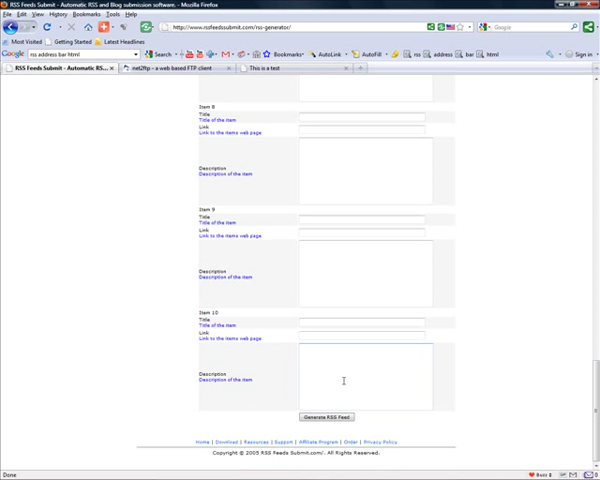 RSS Feeds Submit - Automatic RSS and Blog submission software. - Mozilla Firefox
File Edit View History Bookmarks Tools Help
http://www.rssfeedssubmit.com/rss-generator/
Google
Most Visited Getting Started Latest Headlines
Google rss address bar html Search Bookmarks AutoLink AutoFill rss address bar html Sign in
RSS Feeds Submit - Automatic RS... net2ftp - a web based FTP client This is a test
Item 8
Title
Title of the item
Link
Link to the items web page
Description
Description of the item
Item 9
Title
Title of the item
Link
Link to the items web page
Description
Description of the item
Item 10
Title
Title of the item
Link
Link to the items web page
Description
Description of the item
Generate RSS Feed
Home | Download | Resources | Support | Affiliate Program | Order | Privacy Policy
Copyright © 2005 RSS Feeds Submit.com/. All Rights Reserved.
Done